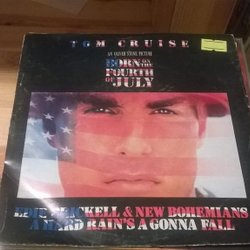 TOM CRUISE
AN OLIVER STONE PICTURE
BORN ON THE
FOURTH
OF JULY
EDIE BRICKELL & NEW BOHEMIANS
A HARD RAIN'S A GONNA FALL